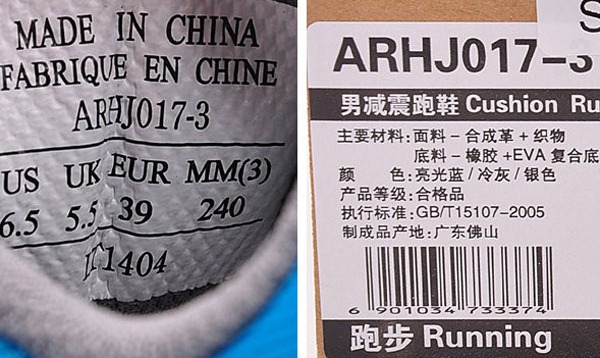 MADE IN CHINA
FABRIQUE EN CHINE
ARHJ017-3
US UK EUR MM(3)
6.5 5.5 39 240
1404
S
ARHJ017-3
男减震跑鞋 Cushion Ru
主要材料: 面料 - 合成革 + 织物
底料 - 橡胶 +EVA 复合底
颜 色: 亮光蓝 / 冷灰 / 银色
产品等级: 合格品
执行标准: GB/T15107-2005
制成品产地: 广东佛山
6 901034 733374
跑步 Running